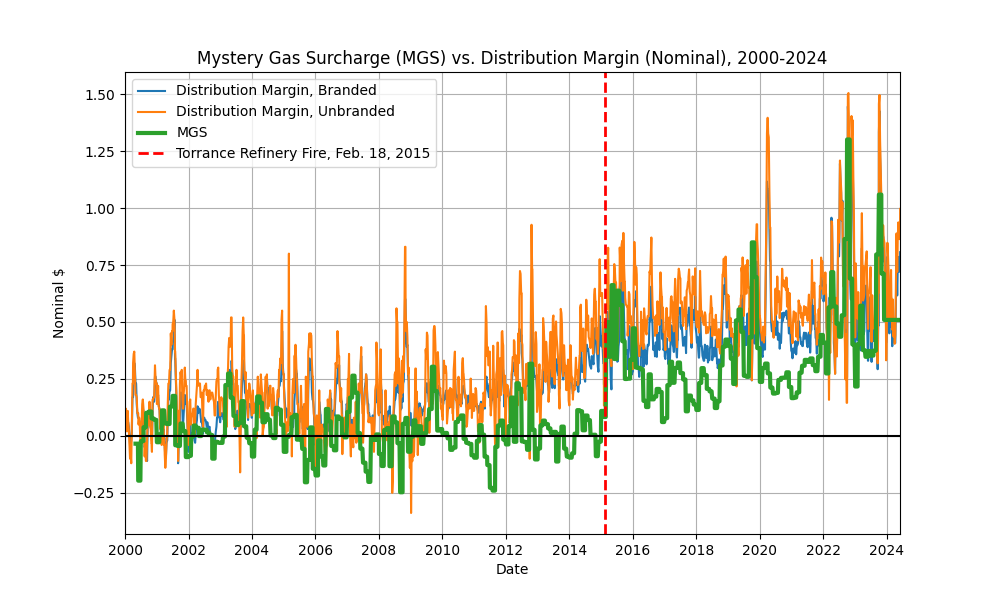 Mystery Gas Surcharge (MGS) vs. Distribution Margin (Nominal), 2000-2024
Distribution Margin, Branded
Distribution Margin, Unbranded
MGS
Torrance Refinery Fire, Feb. 18, 2015
Nominal $
1.50
1.25
1.00
0.75
0.50
0.25
0.00
−0.25
2000 2002 2004 2006 2008 2010 2012 2014 2016 2018 2020 2022 2024
Date